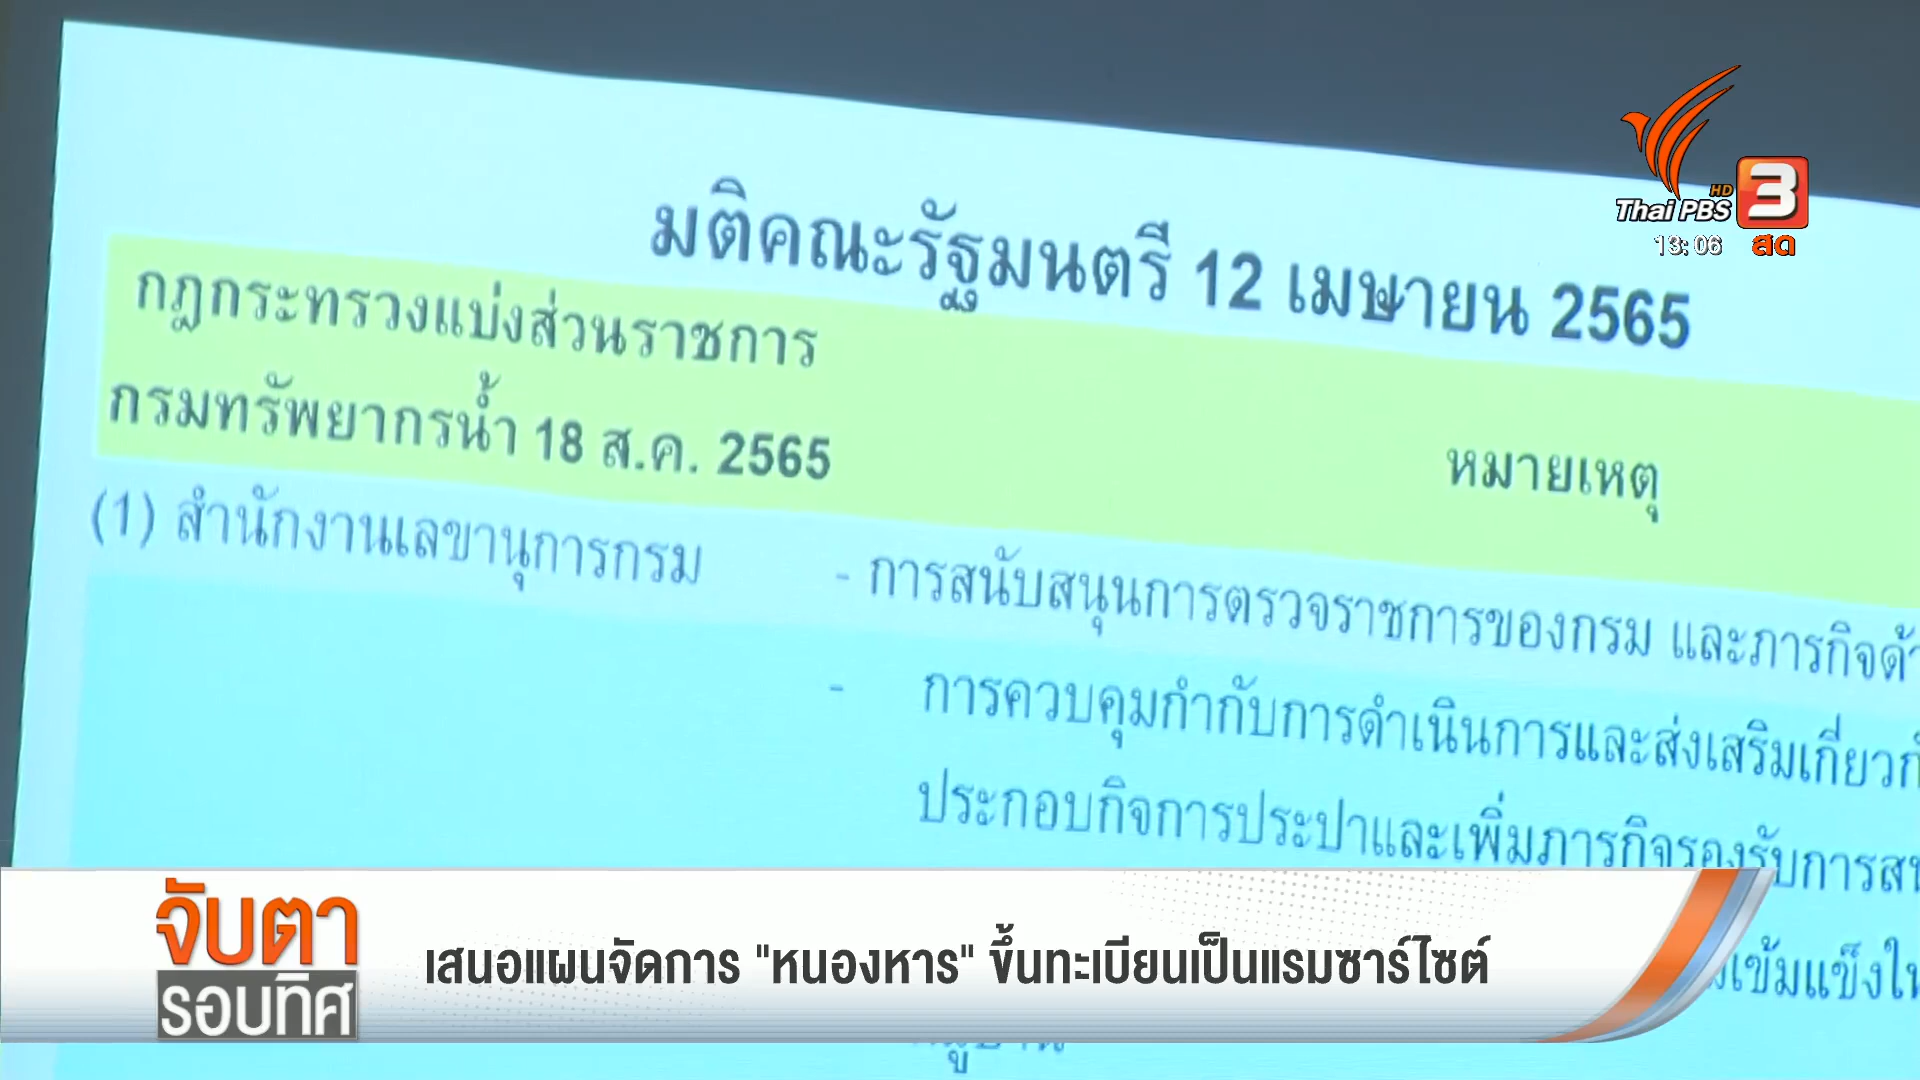 มติคณะรัฐมนตรี 12 เมษายน 2565
กฎกระทรวงแบ่งส่วนราชการ
กรมทรัพยากรน้ำ 18 ส.ค. 2565
หมายเหตุ
(1) สำนักงานเลขานุการกรม
- การสนับสนุนการตรวจราชการของกรม และภารกิจด้า
- การควบคุมกำกับการดำเนินการและส่งเสริมเกี่ยวกั
ประกอบกิจการประปาและเพิ่มภารกิจรองรับการสน
เข้มแข็งให
Thai PBS HD 3
13:06 สด
จับตา
รอบทิศ
เสนอแผนจัดการ "หนองหาร" ขึ้นทะเบียนเป็นแรมซาร์ไซต์